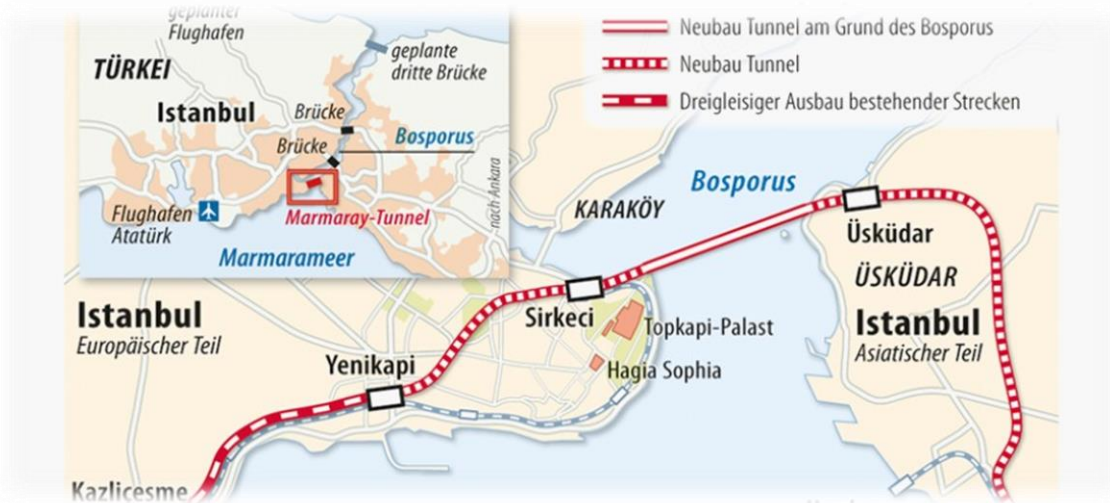 geplanter
Flughafen
TÜRKEI
Istanbul
geplante
dritte Brücke
Brücke
Brücke
Bosporus
Flughafen
Atatürk
Marmaray-Tunnel
nach Ankara
Marmarameer
Neubau Tunnel am Grund des Bosporus
Neubau Tunnel
Dreigleisiger Ausbau bestehender Strecken
Bosporus
KARAKÖY
Üsküdar
ÜSKÜDAR
Istanbul
Asiatischer Teil
Istanbul
Europäischer Teil
Sirkeci
Topkapi-Palast
Hagia Sophia
Yenikapi
Kazlicesme